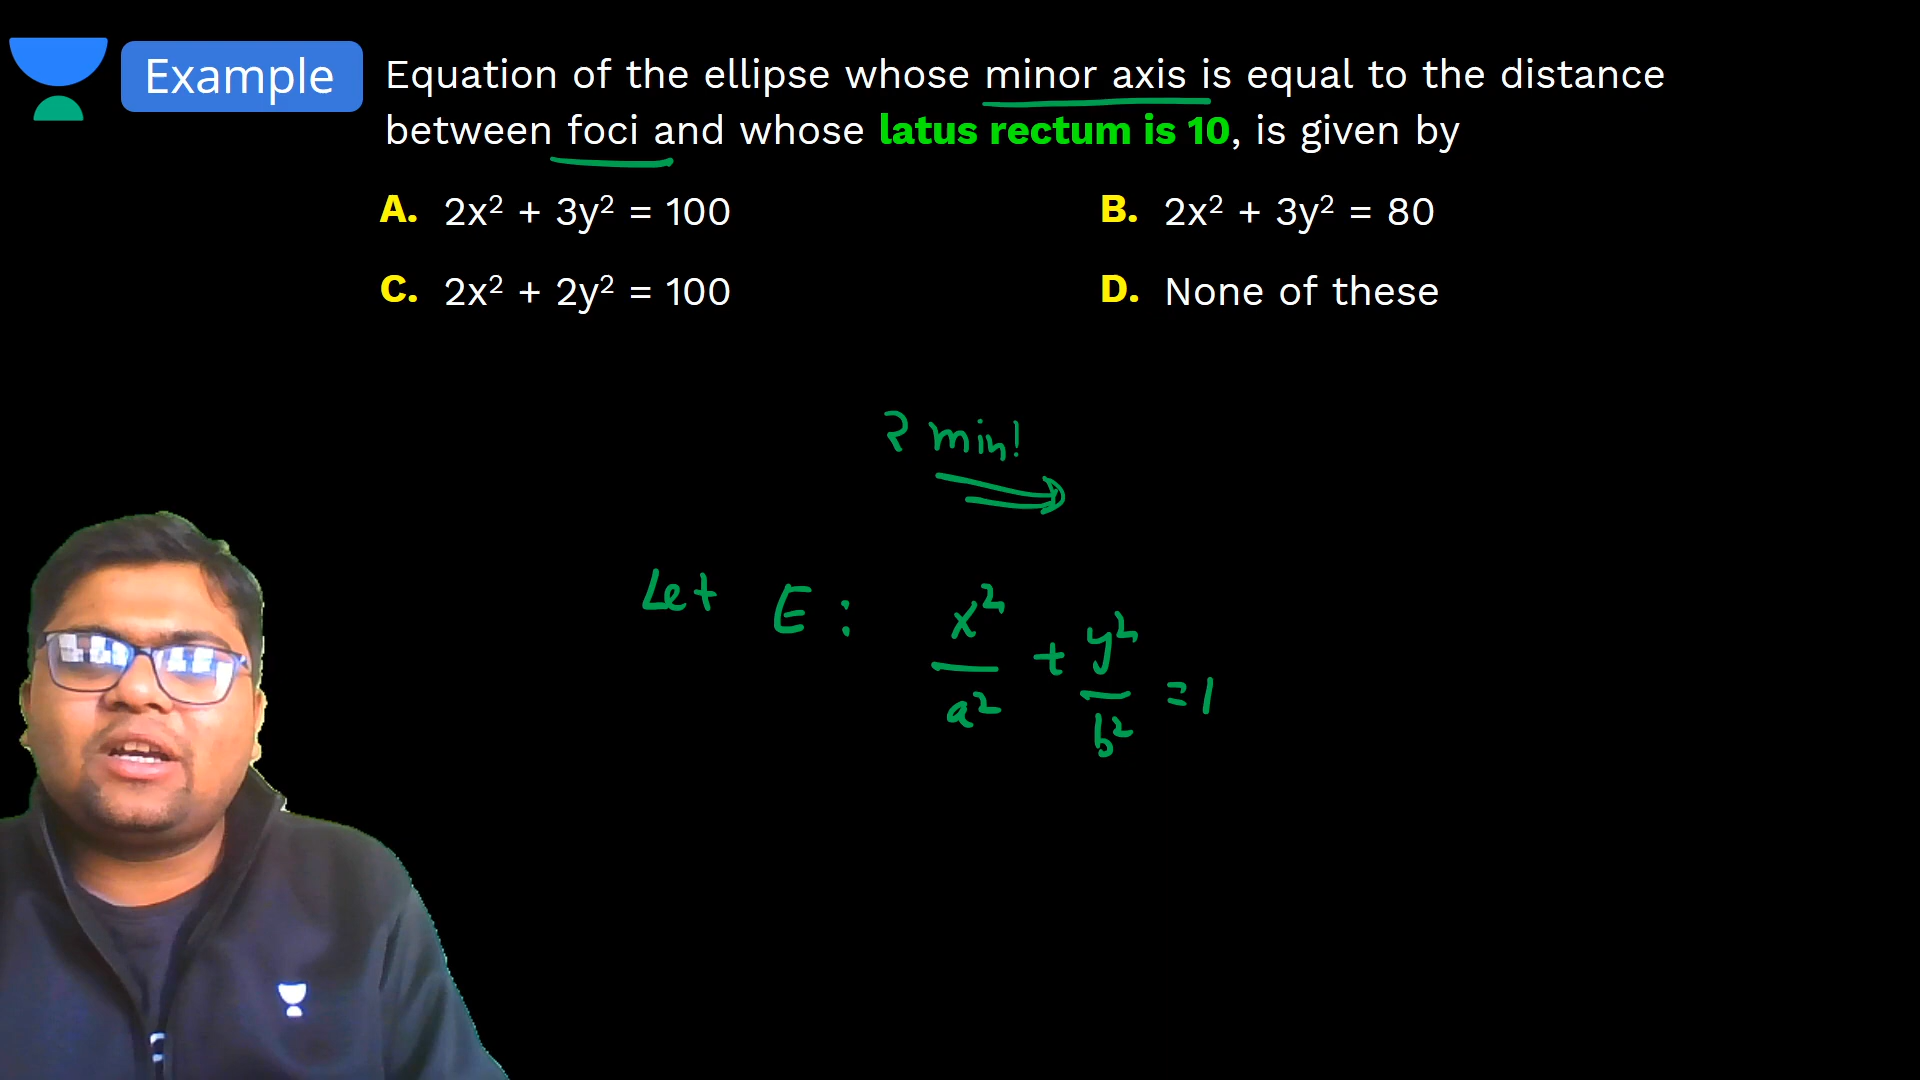 Example
Equation of the ellipse whose minor axis is equal to the distance
between foci and whose latus rectum is 10, is given by
A. 2x² + 3y² = 100
B. 2x² + 3y² = 80
C. 2x² + 2y² = 100
D. None of these
2 min!
Let E : x²/a² + y²/b² = 1